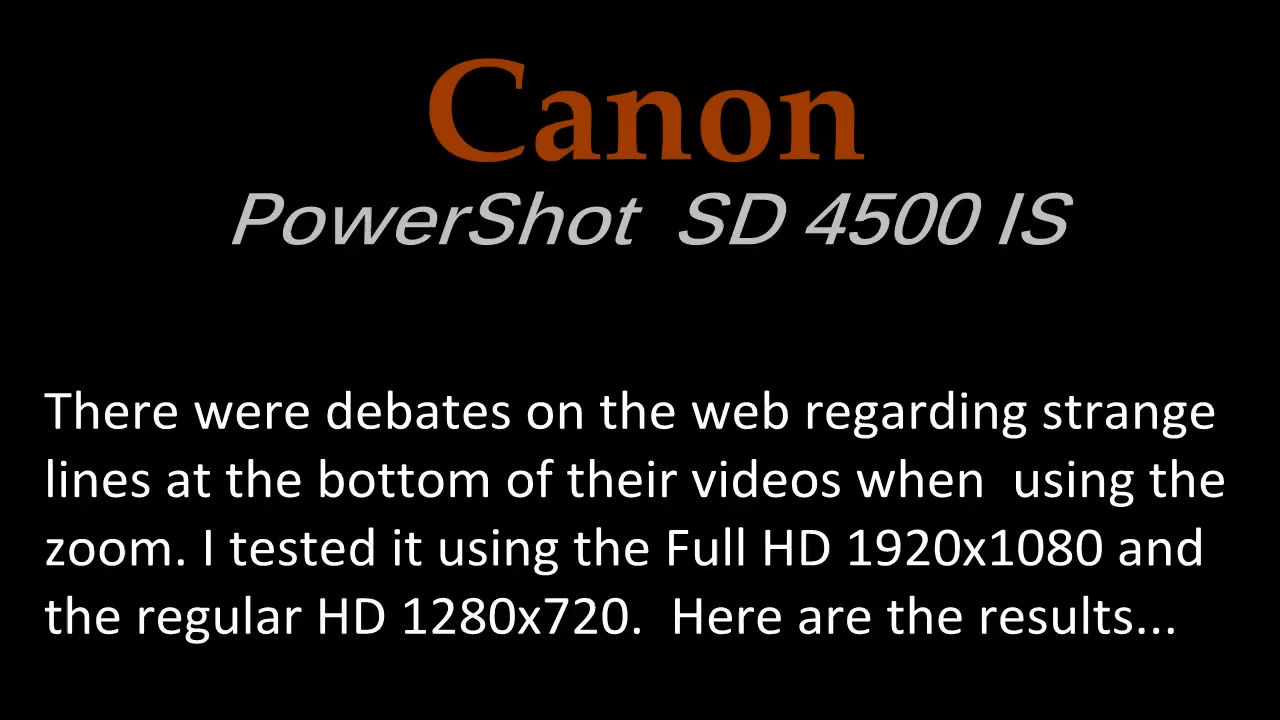 Canon
PowerShot  SD 4500 IS
There were debates on the web regarding strange
lines at the bottom of their videos when  using the
zoom. I tested it using the Full HD 1920x1080 and
the regular HD 1280x720.  Here are the results...